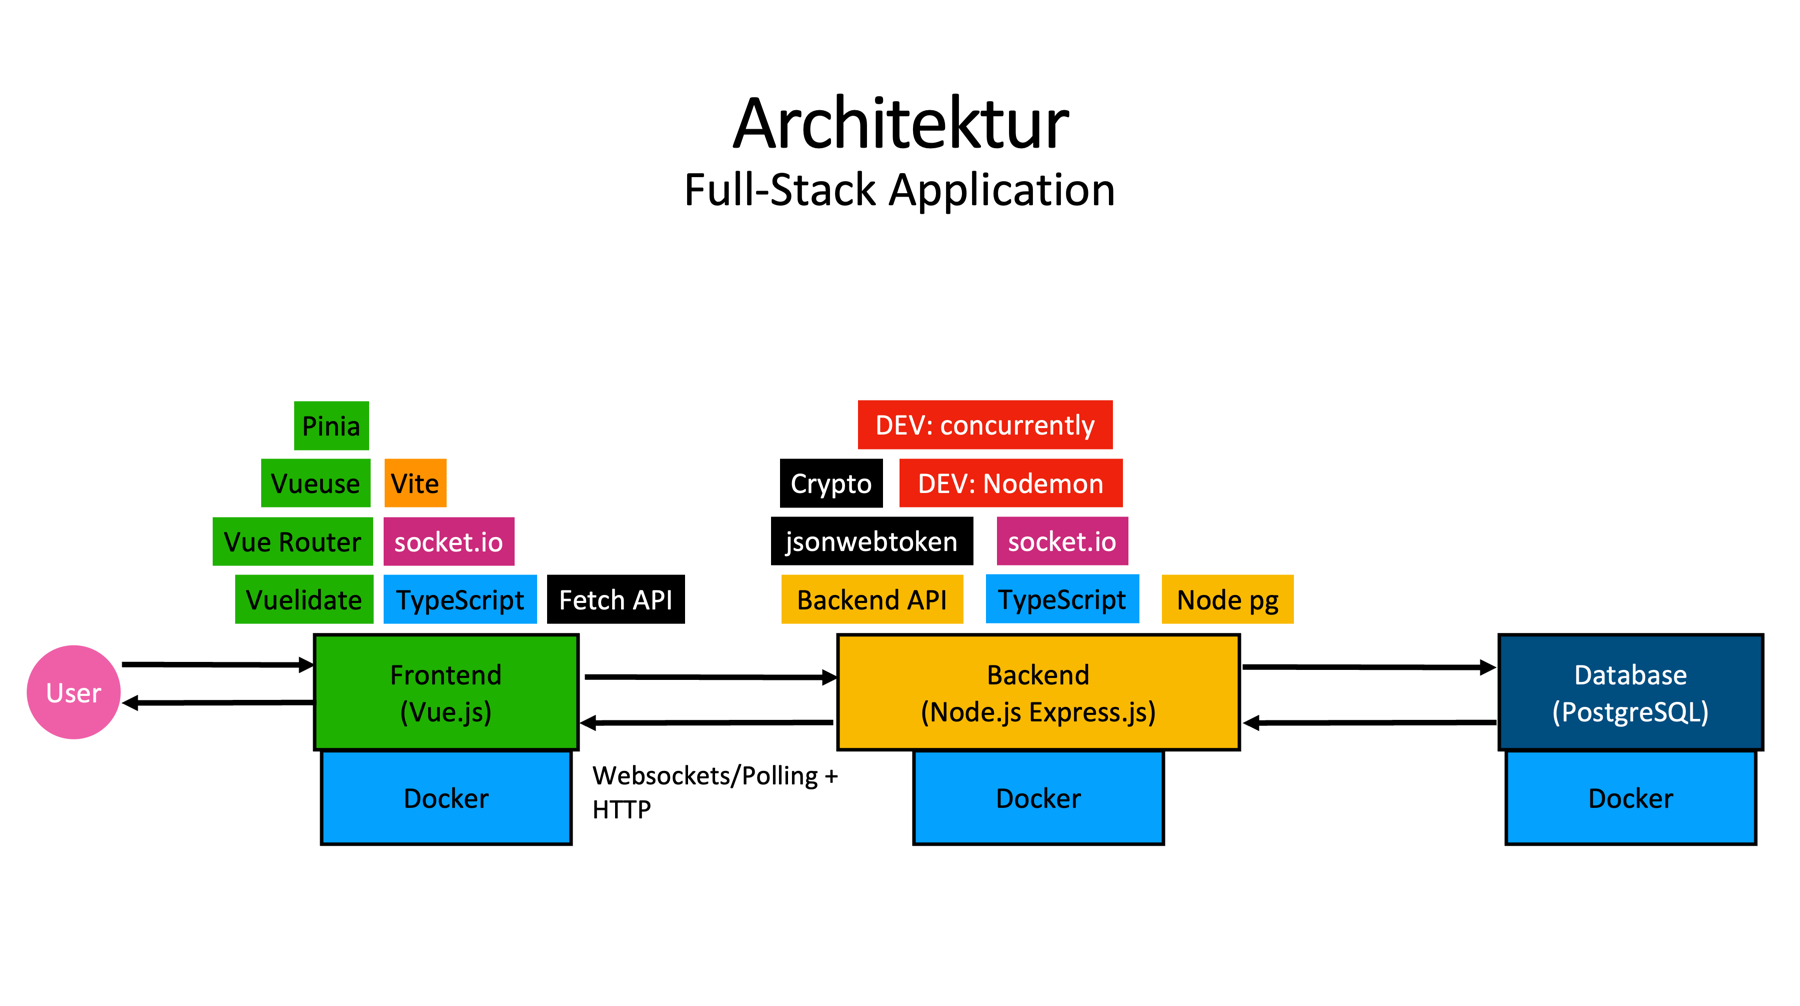 Architektur
Full-Stack Application
Pinia
DEV: concurrently
Vueuse
Vite
Crypto
DEV: Nodemon
Vue Router
socket.io
jsonwebtoken
socket.io
Vuelidate
TypeScript
Fetch API
Backend API
TypeScript
Node pg
User
Frontend
(Vue.js)
Backend
(Node.js Express.js)
Database
(PostgreSQL)
Docker
Websockets/Polling +
HTTP
Docker
Docker